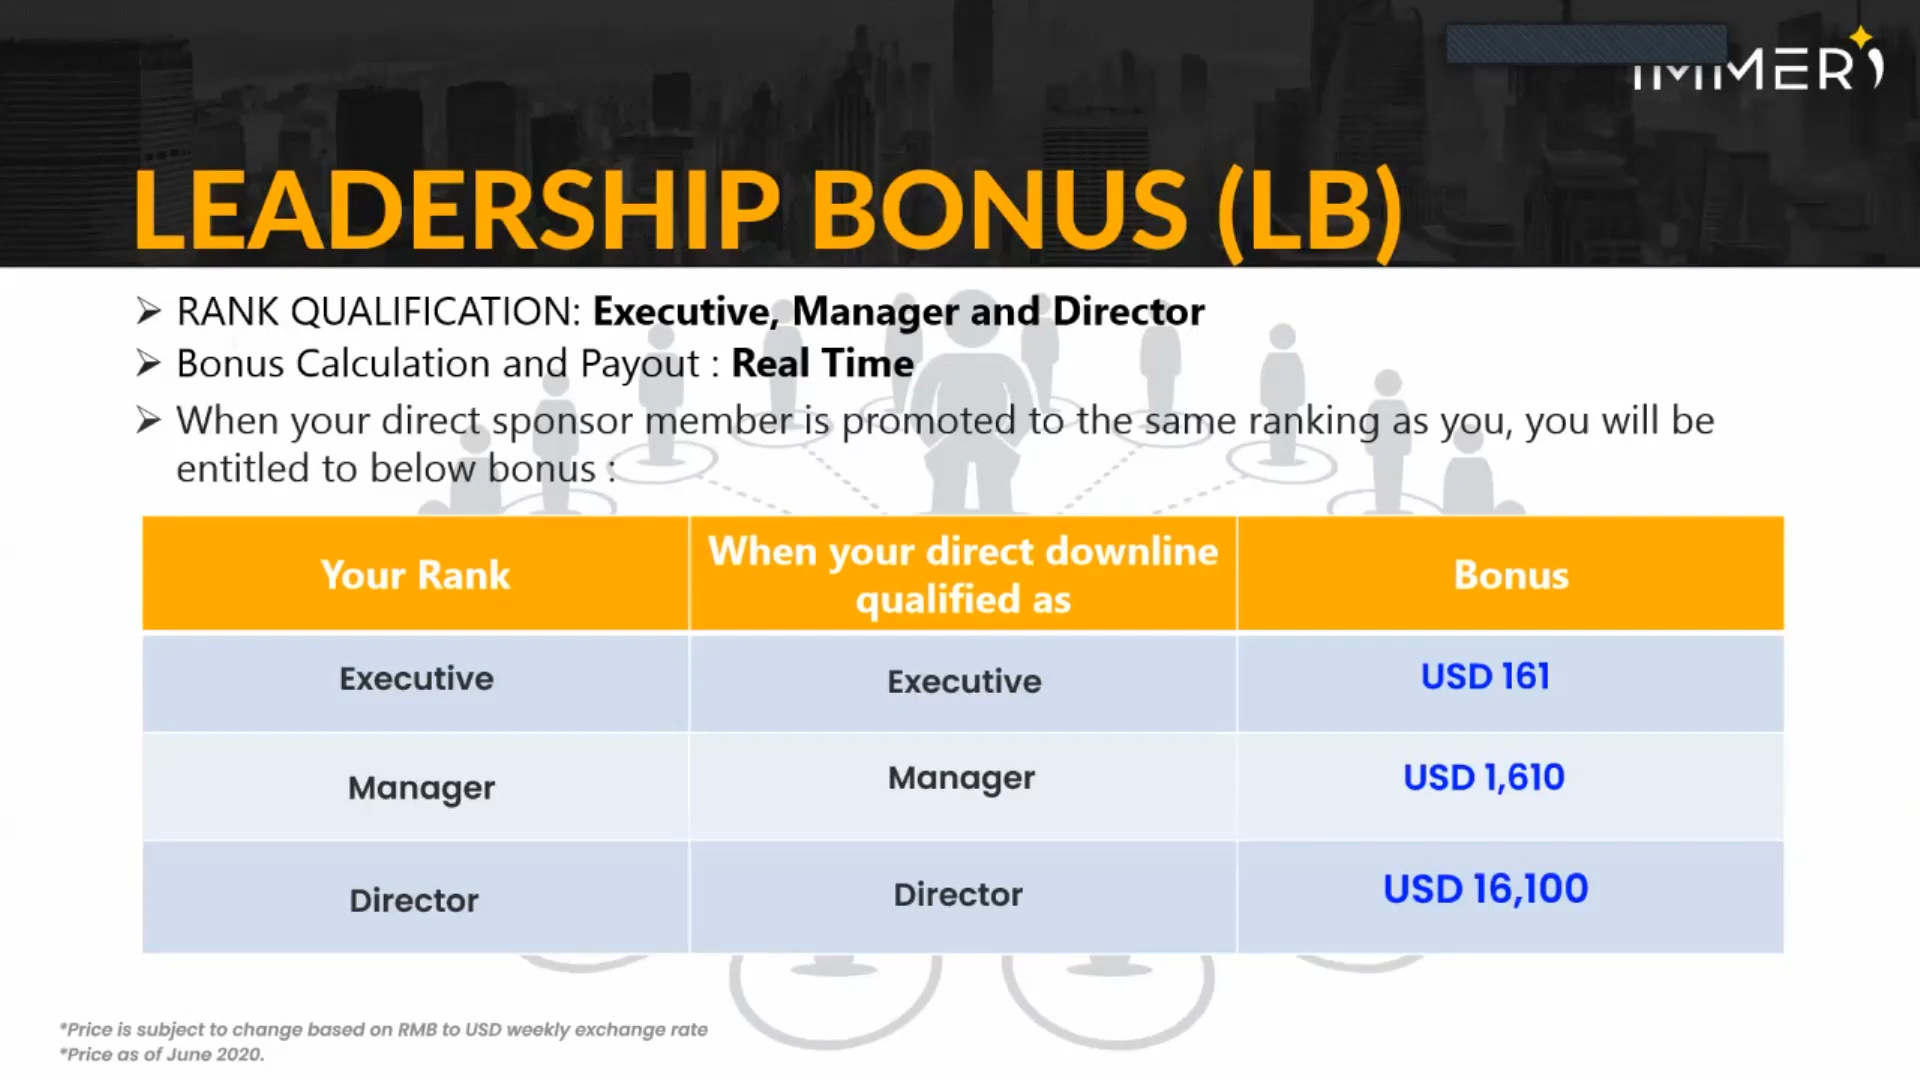 IMMER
LEADERSHIP BONUS (LB)
RANK QUALIFICATION: Executive, Manager and Director
Bonus Calculation and Payout : Real Time
When your direct sponsor member is promoted to the same ranking as you, you will be
entitled to below bonus :
Your Rank
When your direct downline
qualified as
Bonus
Executive
Executive
USD 161
Manager
Manager
USD 1,610
Director
Director
USD 16,100
*Price is subject to change based on RMB to USD weekly exchange rate
*Price as of June 2020.